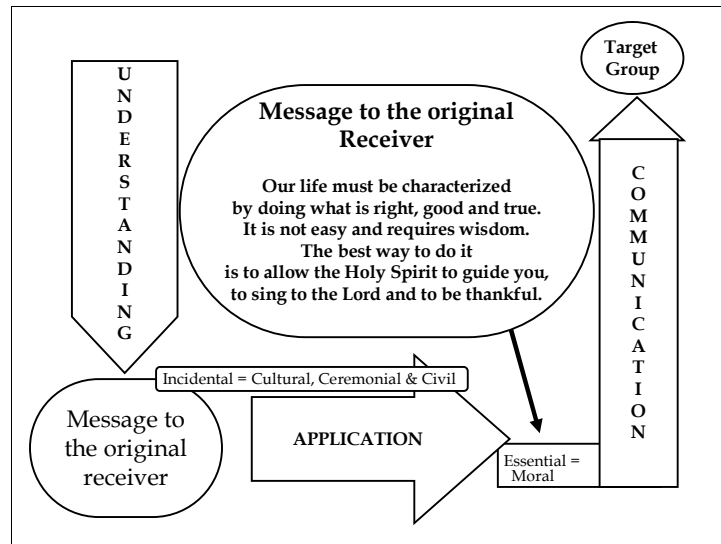 UNDERSTANDING
Message to the original
Receiver
Our life must be characterized
by doing what is right, good and true.
It is not easy and requires wisdom.
The best way to do it
is to allow the Holy Spirit to guide you,
to sing to the Lord and to be thankful.
Target
Group
COMMUNICATION
Incidental = Cultural, Ceremonial & Civil
Message to
the original
receiver
APPLICATION
Essential =
Moral